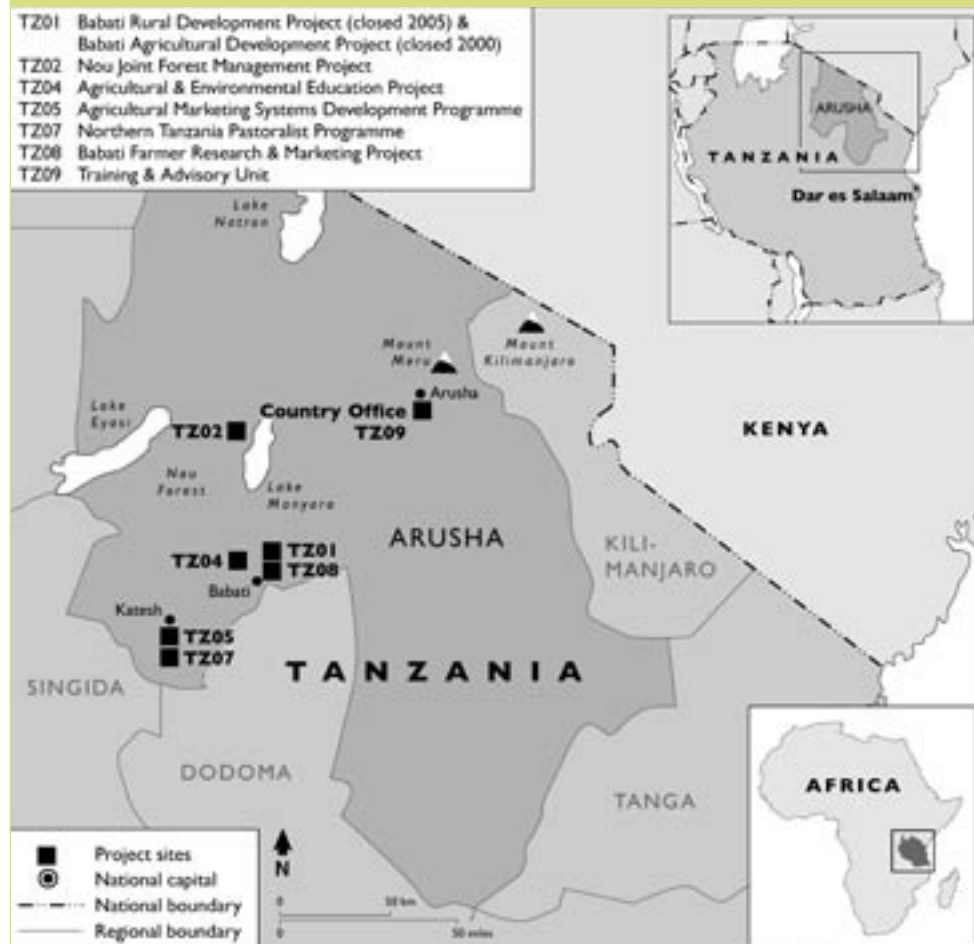 TZ01 Babati Rural Development Project (closed 2005) &
Babati Agricultural Development Project (closed 2000)
TZ02 Nou Joint Forest Management Project
TZ04 Agricultural & Environmental Education Project
TZ05 Agricultural Marketing Systems Development Programme
TZ07 Northern Tanzania Pastoralist Programme
TZ08 Babati Farmer Research & Marketing Project
TZ09 Training & Advisory Unit
ARUSHA
TANZANIA
Dar es Salaam
Lake
Natron
Mount
Meru
Mount
Kilimanjaro
Arusha
Country Office
TZ09
Lake
Eyasi
TZ02
KENYA
Nou
Forest
Lake
Manyara
ARUSHA
KILI-
MANJARO
TZ01
TZ04
TZ08
Babati
Katesh
TZ05
TZ07
TANZANIA
SINGIDA
DODOMA
TANGA
AFRICA
Project sites
National capital
National boundary
Regional boundary
N
0 50 km
0 50 miles